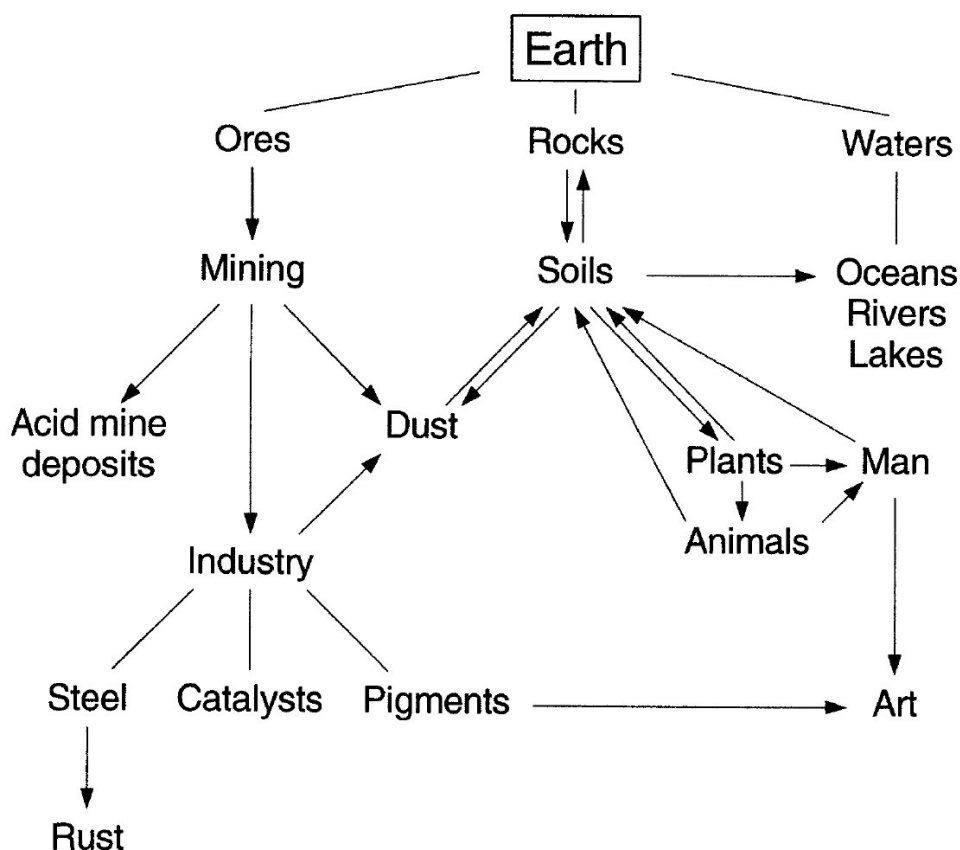 Earth
Ores
Rocks
Waters
Mining
Soils
Oceans
Rivers
Lakes
Acid mine
deposits
Dust
Plants
Man
Animals
Industry
Steel
Catalysts
Pigments
Art
Rust